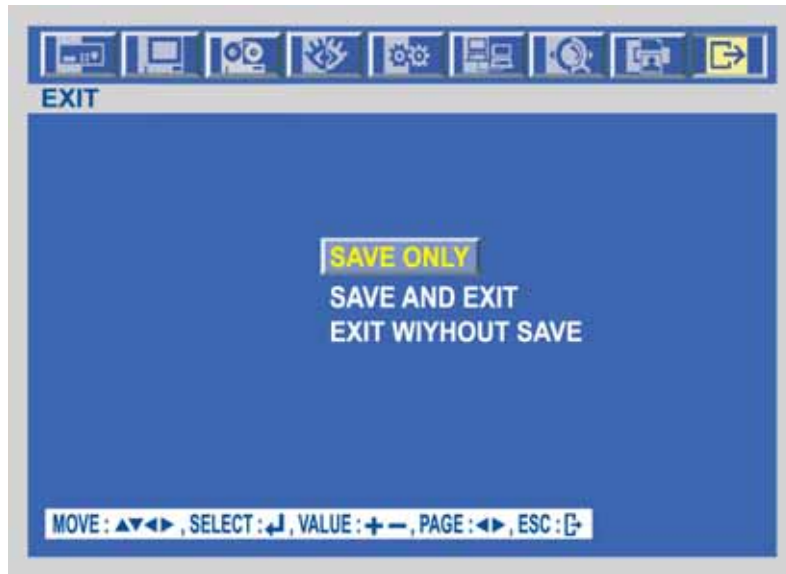 EXIT
SAVE ONLY
SAVE AND EXIT
EXIT WIYHOUT SAVE
MOVE : ▲▼◀▶ , SELECT : ↲ , VALUE : + − , PAGE : ◀▶ , ESC :